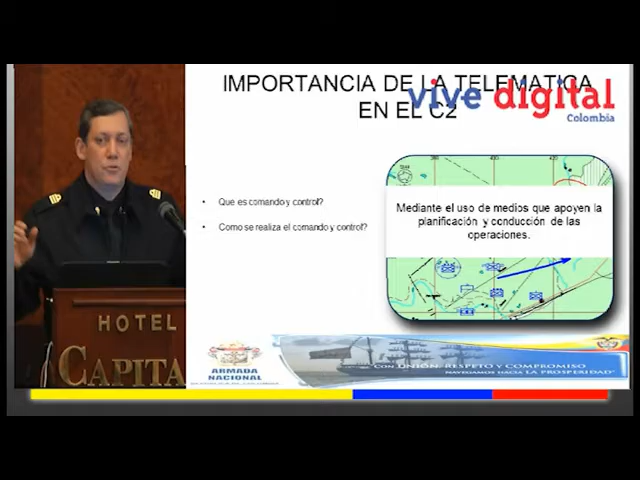 IMPORTANCIA DE LA TELEMATICA
EN EL C2
vive digital
Colombia
• Que es comando y control?
• Como se realiza el comando y control?
Mediante el uso de medios que apoyen la
planificación y conducción de las
operaciones.
HOTEL
CAPITA
ARMADA
NACIONAL
"CON UNIÓN, RESPETO Y COMPROMISO
NAVEGAMOS HACIA LA PROSPERIDAD"